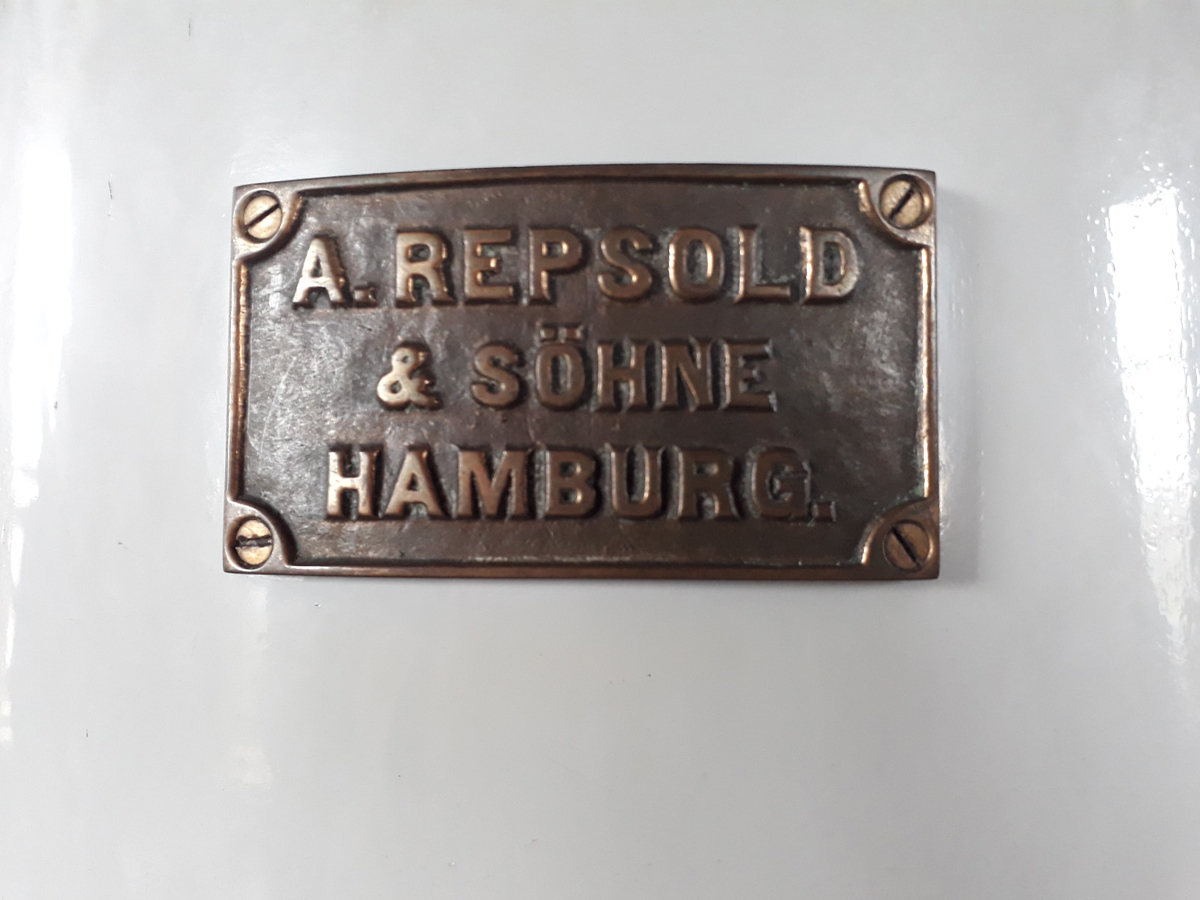 A. REPSOLD
& SÖHNE
HAMBURG.